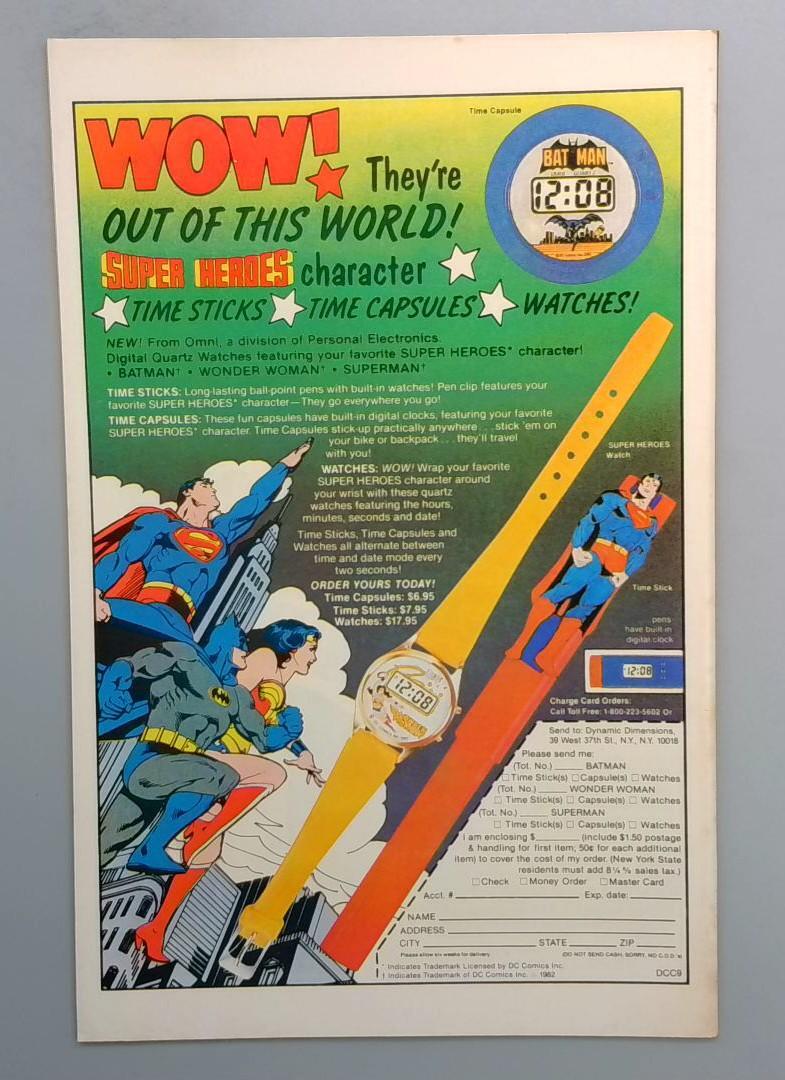 WOW!
They're
OUT OF THIS WORLD!
SUPER HEROES character
TIME STICKS TIME CAPSULES WATCHES!
Time Capsule
BATMAN
QUARTZ
12:08
NEW! From Omni, a division of Personal Electronics.
Digital Quartz Watches featuring your favorite SUPER HEROES* character!
• BATMAN† • WONDER WOMAN† • SUPERMAN†
TIME STICKS: Long-lasting ball-point pens with built-in watches! Pen clip features your
favorite SUPER HEROES* character—They go everywhere you go!
TIME CAPSULES: These fun capsules have built-in digital clocks, featuring your favorite
SUPER HEROES* character. Time Capsules stick-up practically anywhere . . . stick 'em on
your bike or backpack . . . they'll travel
with you!
WATCHES: WOW! Wrap your favorite
SUPER HEROES character around
your wrist with these quartz
watches featuring the hours,
minutes, seconds and date!
Time Sticks, Time Capsules and
Watches all alternate between
time and date mode every
two seconds!
ORDER YOURS TODAY!
Time Capsules: $6.95
Time Sticks: $7.95
Watches: $17.95
SUPER HEROES
Watch
Time Stick
pens
have built-in
digital clock
12:08
12:08
Charge Card Orders:
Call Toll Free: 1-800-223-5602 Or
Send to: Dynamic Dimensions,
39 West 37th St., N.Y., N.Y. 10018
Please send me:
(Tot. No.) ______ BATMAN
□ Time Stick(s) □ Capsule(s) □ Watches
(Tot. No.) ______ WONDER WOMAN
□ Time Stick(s) □ Capsule(s) □ Watches
(Tot. No.) ______ SUPERMAN
□ Time Stick(s) □ Capsule(s) □ Watches
I am enclosing $______ (include $1.50 postage
& handling for first item; 50¢ for each additional
item) to cover the cost of my order. (New York State
residents must add 8¼% sales tax.)
□ Check □ Money Order □ Master Card
Acct. # ______ Exp. date: ______
NAME ______
ADDRESS ______
CITY ______ STATE ______ ZIP ______
Please allow six weeks for delivery (DO NOT SEND CASH, SORRY, NO C.O.D.'s)
* Indicates Trademark Licensed by DC Comics Inc.
† Indicates Trademark of DC Comics Inc. © 1982
DCC9